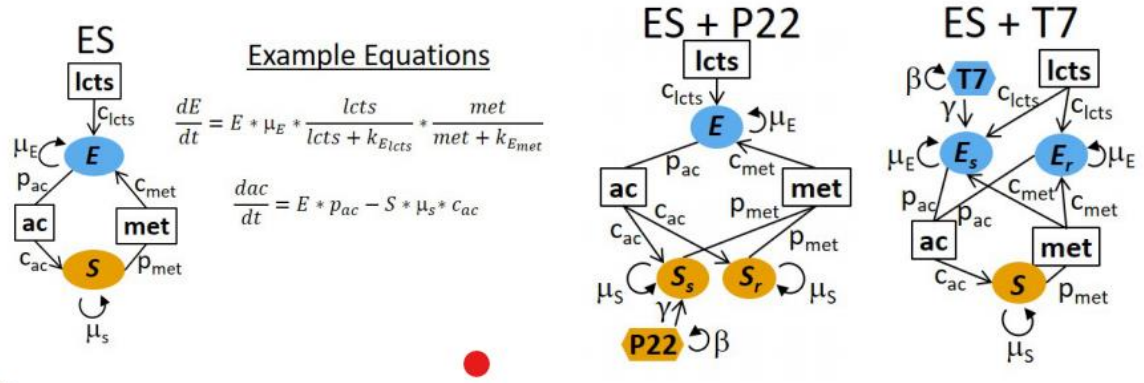 ES
lcts
c_lcts
μ_E
E
p_ac
c_met
ac
met
c_ac
p_met
S
μ_s
Example Equations
dE/dt = E * μ_E * lcts/(lcts + k_E_lcts) * met/(met + k_E_met)
dac/dt = E * p_ac − S * μ_s * c_ac
ES + P22
lcts
c_lcts
E
μ_E
p_ac
c_met
ac
met
c_ac
c_ac
p_met
p_met
μ_S
S_s
S_r
μ_S
γ
P22
β
ES + T7
β
T7
lcts
γ
c_lcts
c_lcts
μ_E
E_s
E_r
μ_E
p_ac
p_ac
c_met
c_met
ac
met
c_ac
p_met
S
μ_s